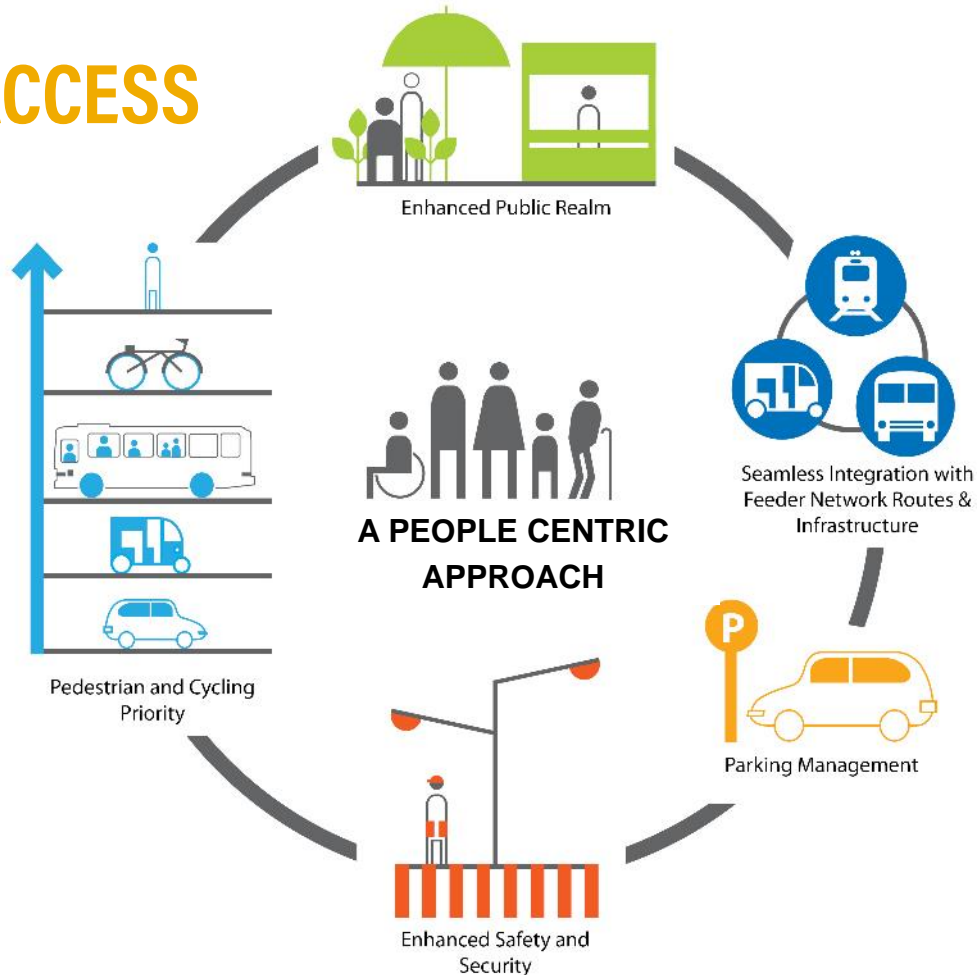 ACCESS
Enhanced Public Realm
Seamless Integration with
Feeder Network Routes &
Infrastructure
A PEOPLE CENTRIC
APPROACH
P
Parking Management
Pedestrian and Cycling
Priority
Enhanced Safety and
Security